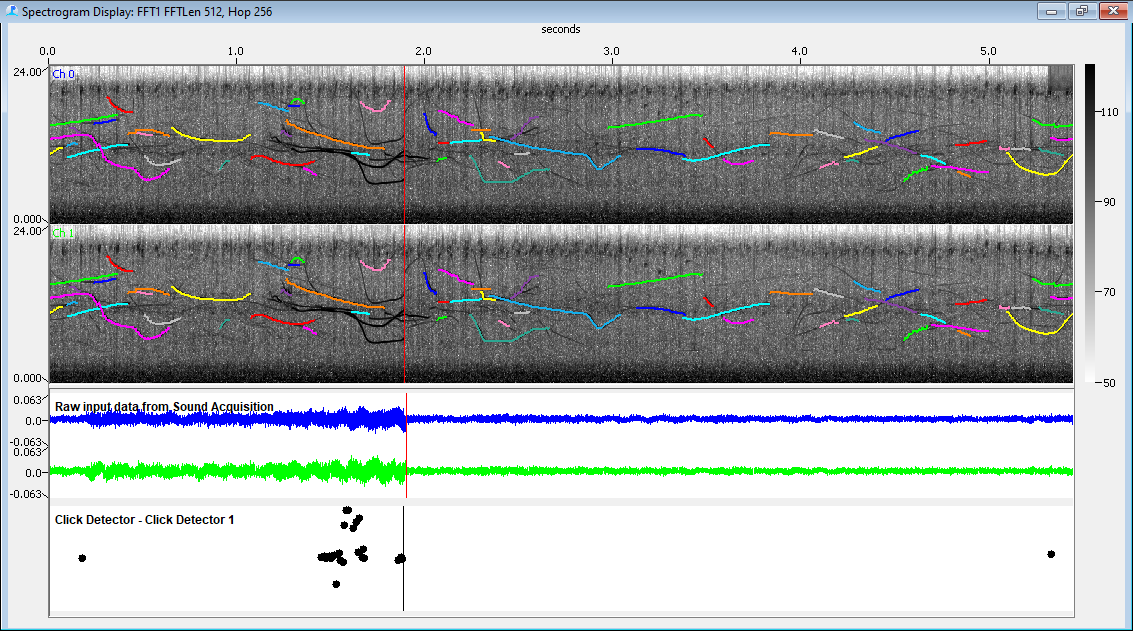 Spectrogram Display: FFT1 FFTLen 512, Hop 256
seconds
0.0 1.0 2.0 3.0 4.0 5.0
24.00
Ch 0
110
90
0.000
24.00
Ch 1
70
0.000
50
0.063
Raw input data from Sound Acquisition
0.0
-0.063
0.063
0.0
-0.063
Click Detector - Click Detector 1